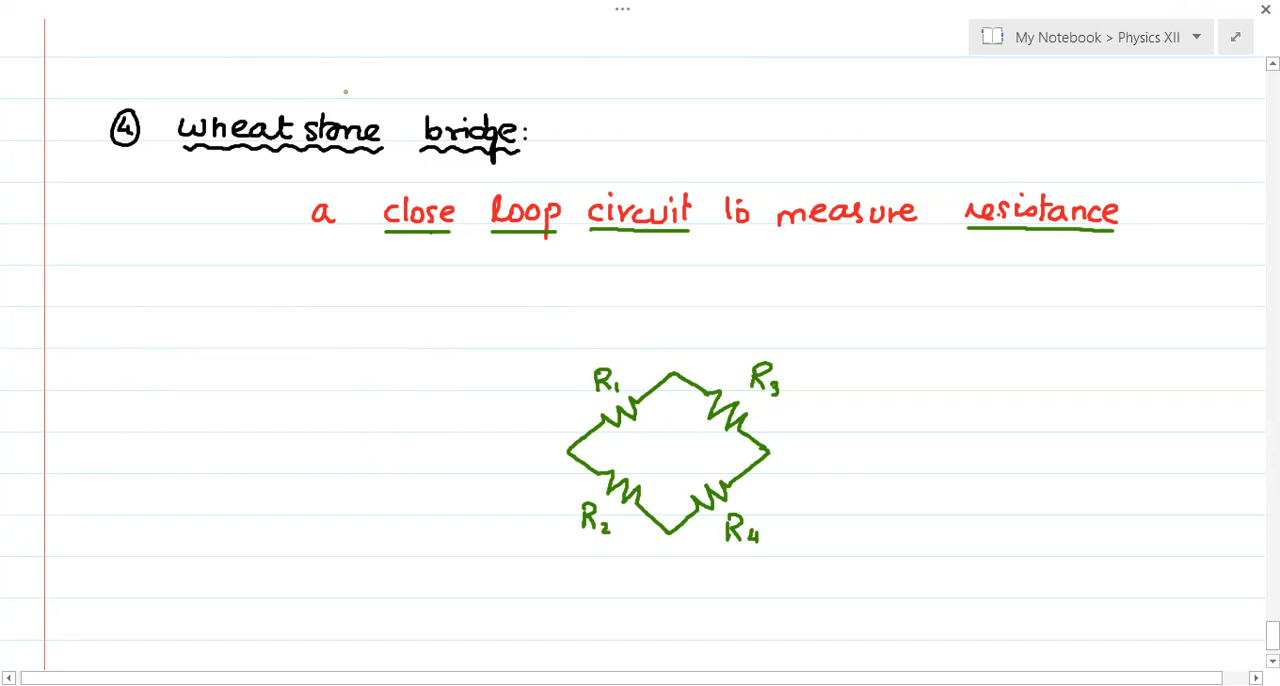 My Notebook > Physics XII
④ wheatstone bridge:
a close loop circuit to measure resistance
R₁ R₃
R₂ R₄